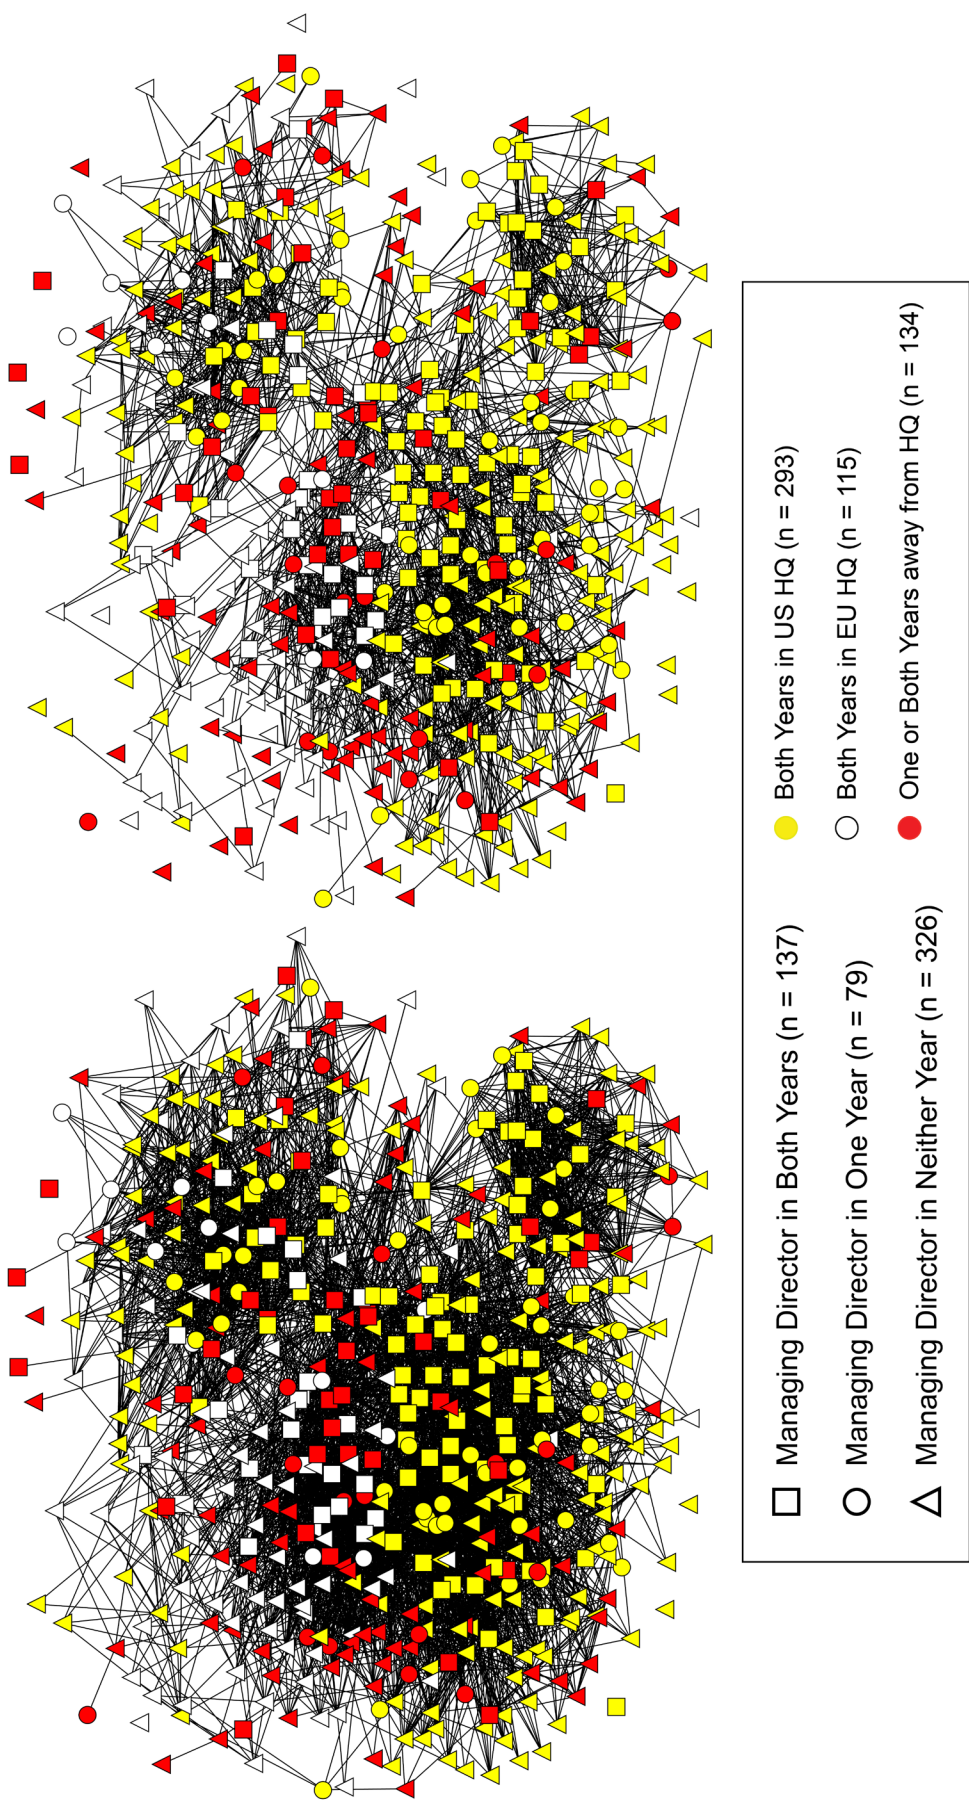 Managing Director in Both Years (n = 137)
Managing Director in One Year (n = 79)
Managing Director in Neither Year (n = 326)
Both Years in US HQ (n = 293)
Both Years in EU HQ (n = 115)
One or Both Years away from HQ (n = 134)